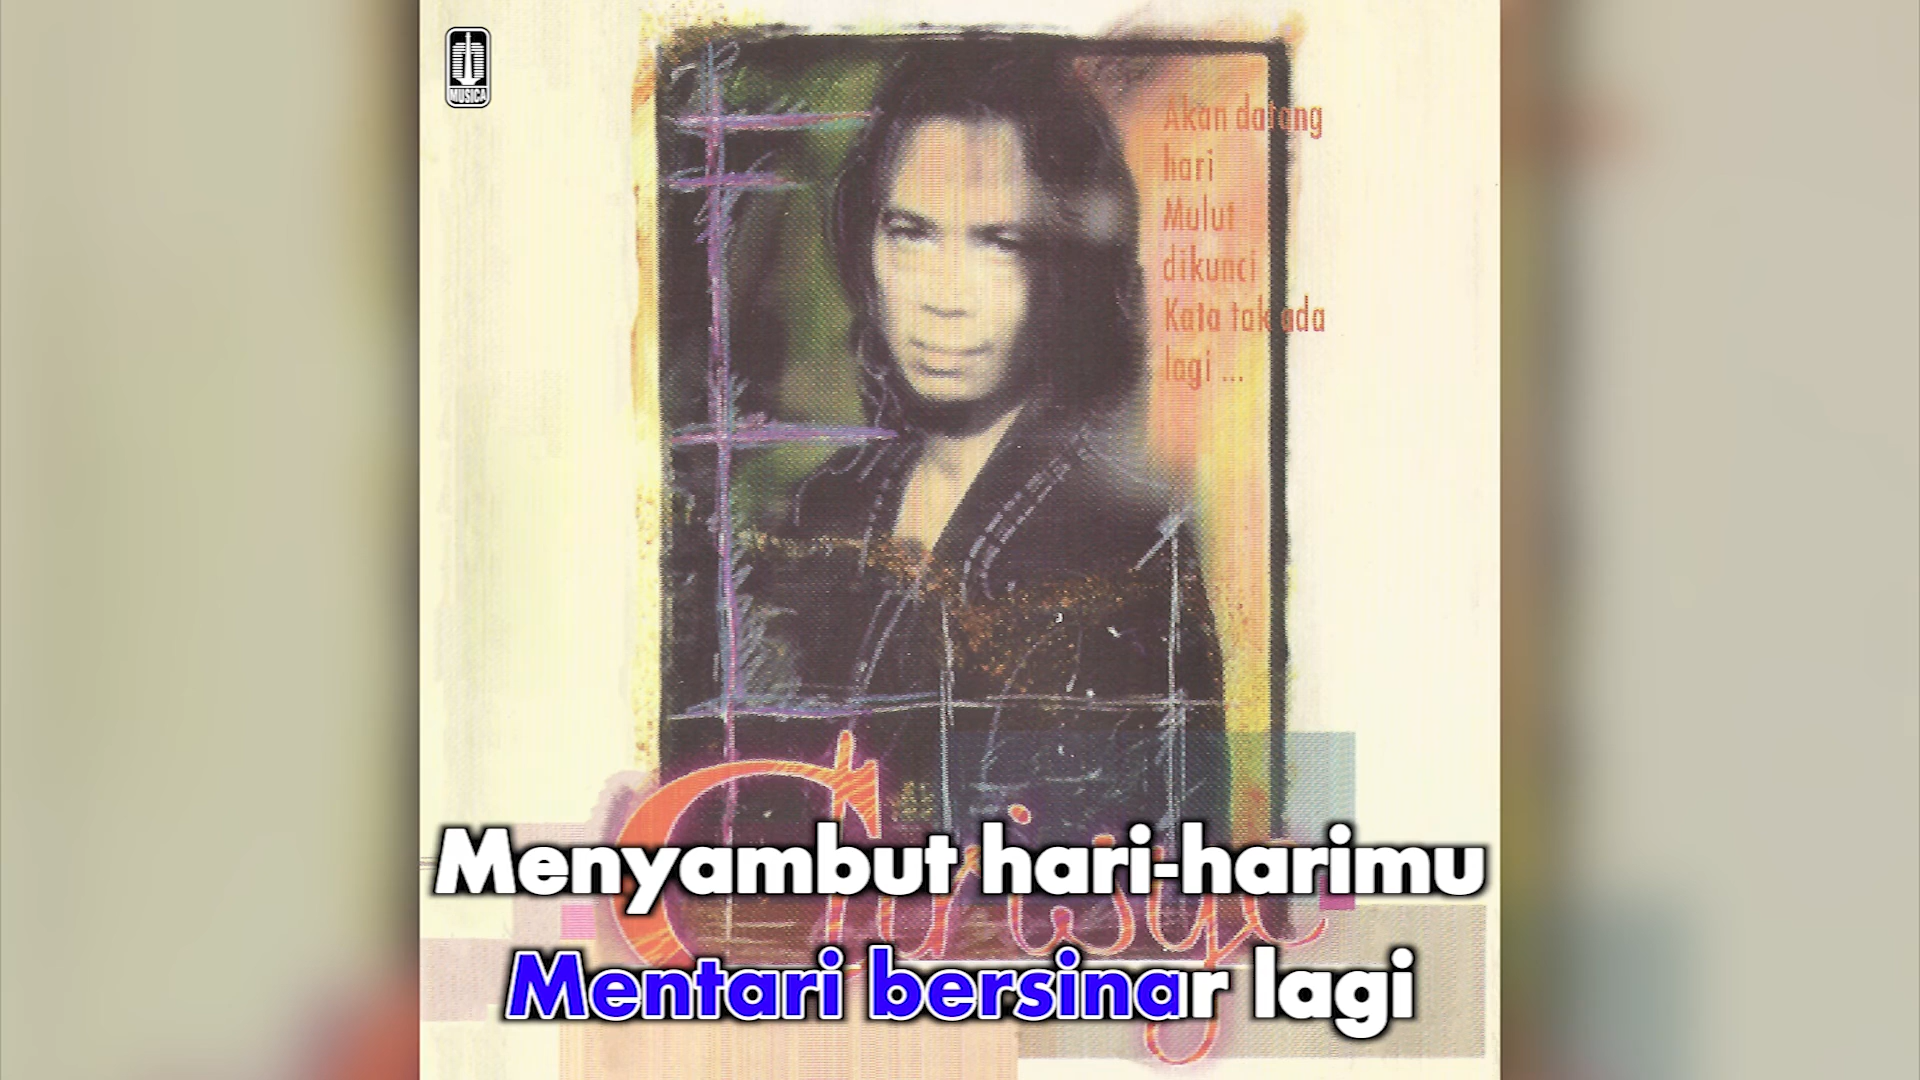 MUSICA
Akan datang
hari
Mulut
dikunci
Kata tak ada
lagi ...
Chrisye
Menyambut hari-harimu
Mentari bersinar lagi